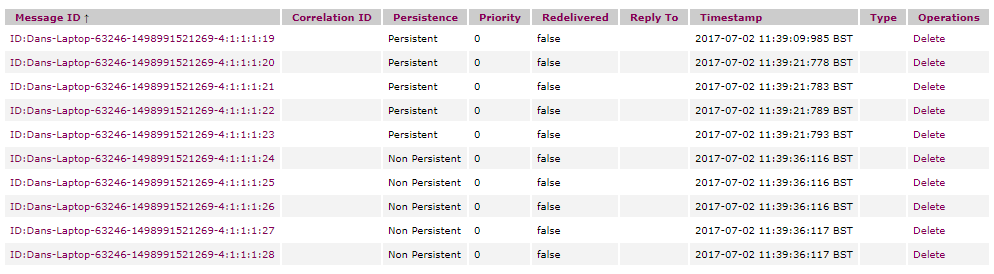 Message ID ↑ Correlation ID Persistence Priority Redelivered Reply To Timestamp Type Operations
ID:Dans-Laptop-63246-1498991521269-4:1:1:1:19 Persistent 0 false 2017-07-02 11:39:09:985 BST Delete
ID:Dans-Laptop-63246-1498991521269-4:1:1:1:20 Persistent 0 false 2017-07-02 11:39:21:778 BST Delete
ID:Dans-Laptop-63246-1498991521269-4:1:1:1:21 Persistent 0 false 2017-07-02 11:39:21:783 BST Delete
ID:Dans-Laptop-63246-1498991521269-4:1:1:1:22 Persistent 0 false 2017-07-02 11:39:21:789 BST Delete
ID:Dans-Laptop-63246-1498991521269-4:1:1:1:23 Persistent 0 false 2017-07-02 11:39:21:793 BST Delete
ID:Dans-Laptop-63246-1498991521269-4:1:1:1:24 Non Persistent 0 false 2017-07-02 11:39:36:116 BST Delete
ID:Dans-Laptop-63246-1498991521269-4:1:1:1:25 Non Persistent 0 false 2017-07-02 11:39:36:116 BST Delete
ID:Dans-Laptop-63246-1498991521269-4:1:1:1:26 Non Persistent 0 false 2017-07-02 11:39:36:116 BST Delete
ID:Dans-Laptop-63246-1498991521269-4:1:1:1:27 Non Persistent 0 false 2017-07-02 11:39:36:117 BST Delete
ID:Dans-Laptop-63246-1498991521269-4:1:1:1:28 Non Persistent 0 false 2017-07-02 11:39:36:117 BST Delete